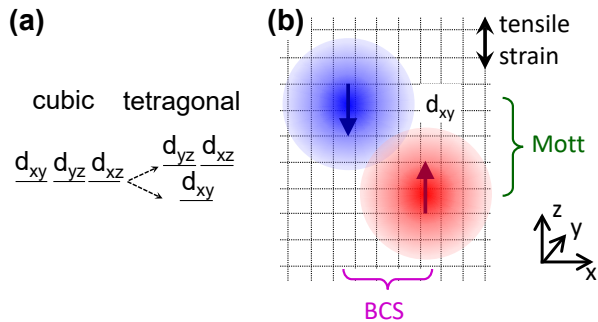 (a)
cubic tetragonal
dxy dyz dxz
dyz dxz
dxy
(b)
tensile
strain
dxy
Mott
BCS
z
y
x